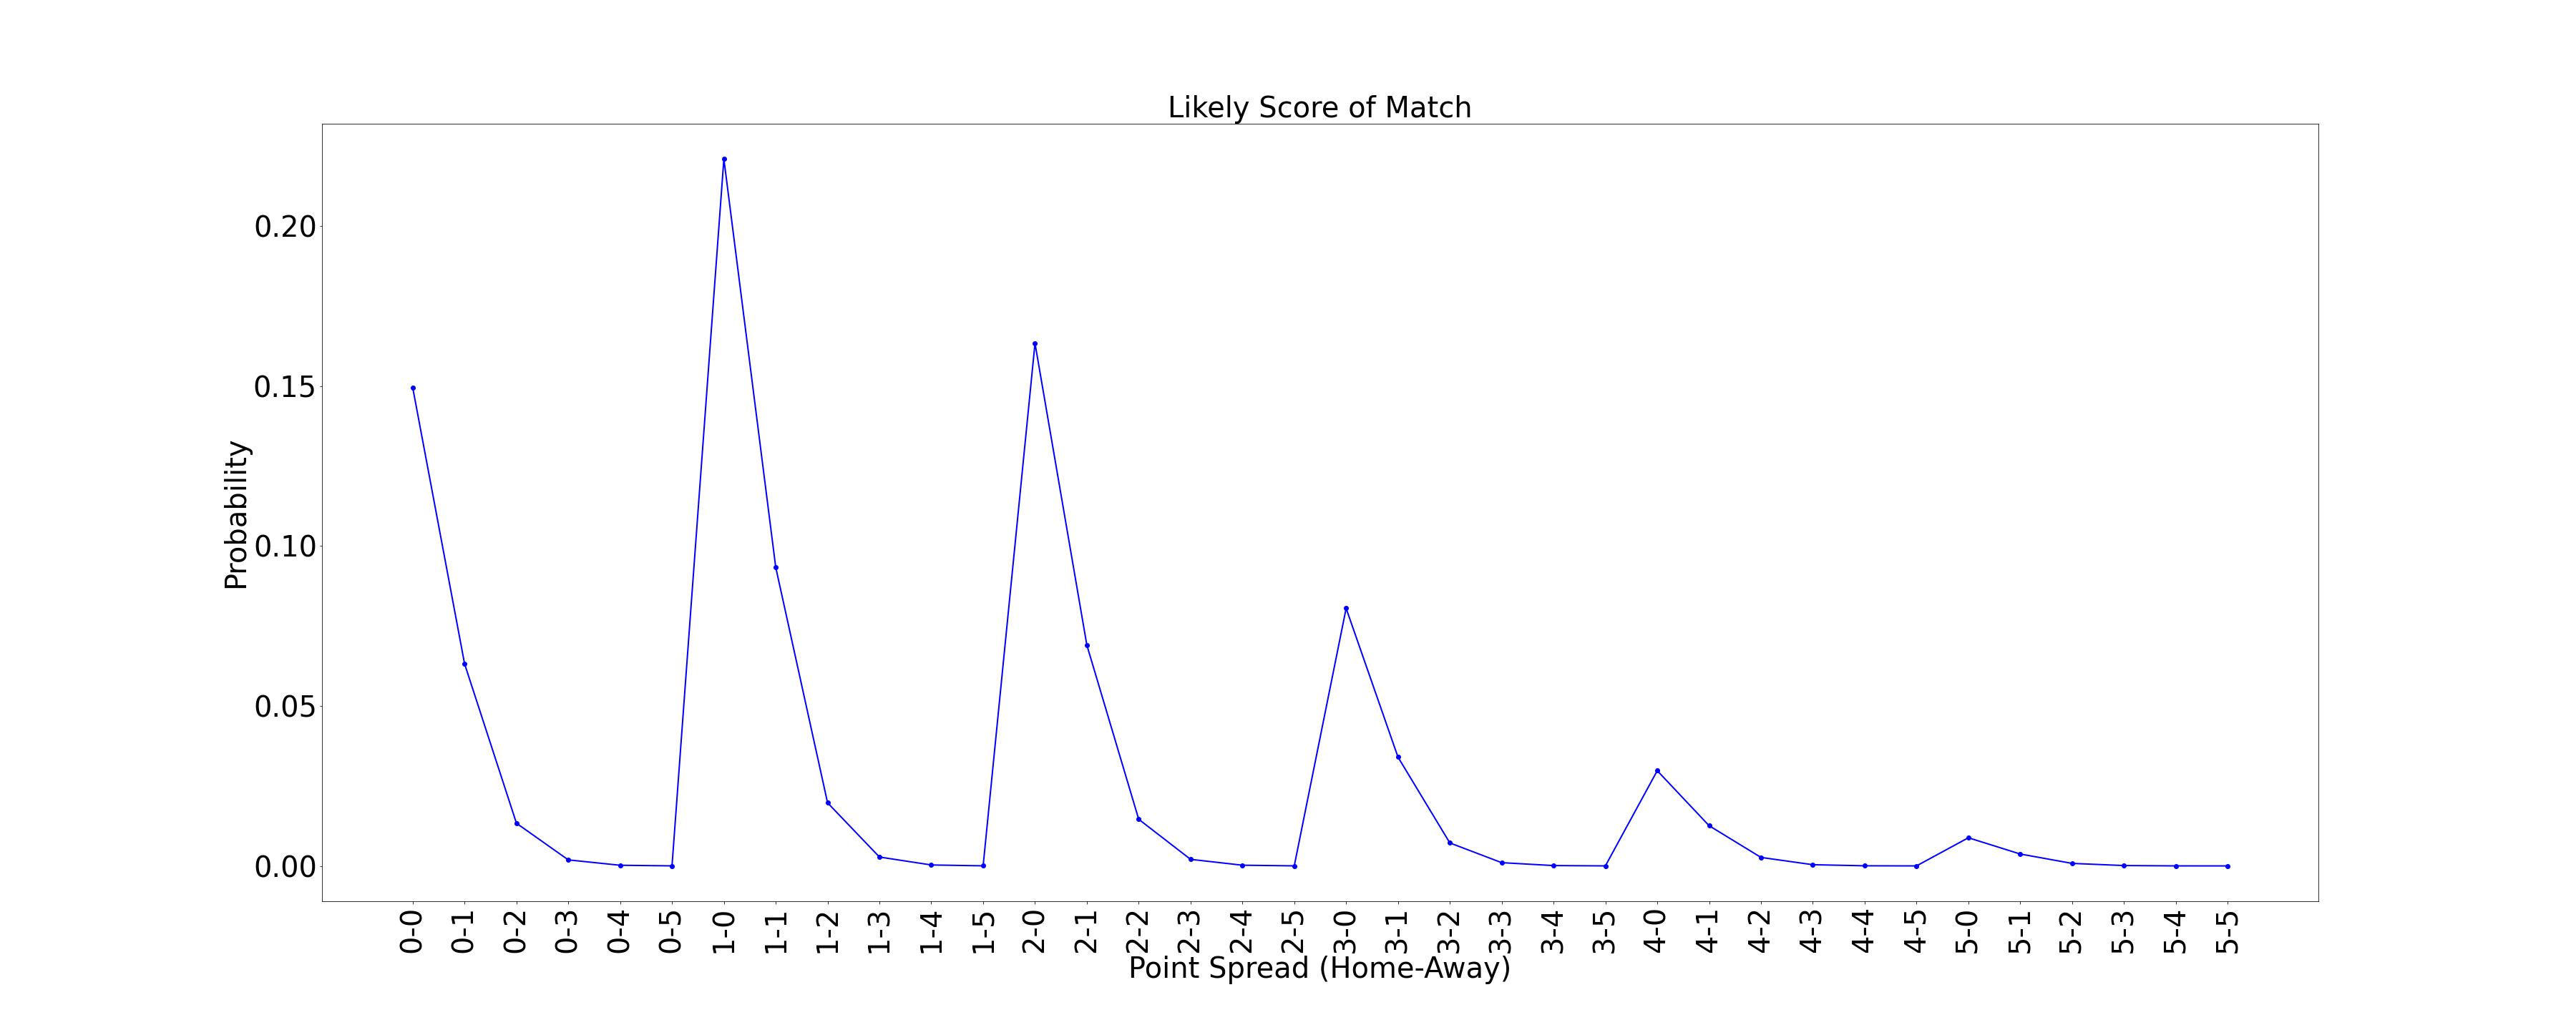 Likely Score of Match
Probability
0.20
0.15
0.10
0.05
0.00
0-0 0-1 0-2 0-3 0-4 0-5 1-0 1-1 1-2 1-3 1-4 1-5 2-0 2-1 2-2 2-3 2-4 2-5 3-0 3-1 3-2 3-3 3-4 3-5 4-0 4-1 4-2 4-3 4-4 4-5 5-0 5-1 5-2 5-3 5-4 5-5
Point Spread (Home-Away)